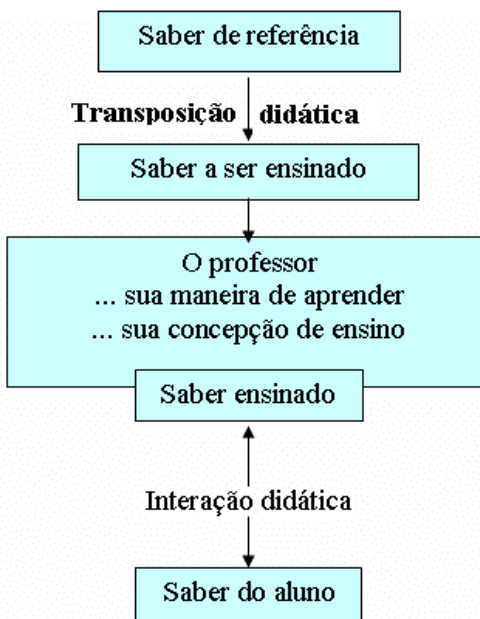 Saber de referência
Transposição didática
Saber a ser ensinado
O professor
... sua maneira de aprender
... sua concepção de ensino
Saber ensinado
Interação didática
Saber do aluno